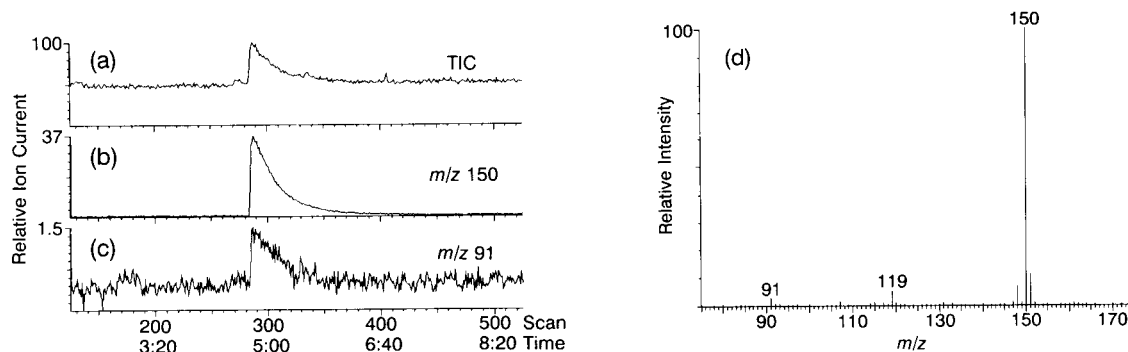 Relative Ion Current
100
(a)
TIC
37
(b)
m/z 150
1.5
(c)
m/z 91
200 300 400 500 Scan
3:20 5:00 6:40 8:20 Time
Relative Intensity
100
(d)
150
119
91
90 110 130 150 170
m/z